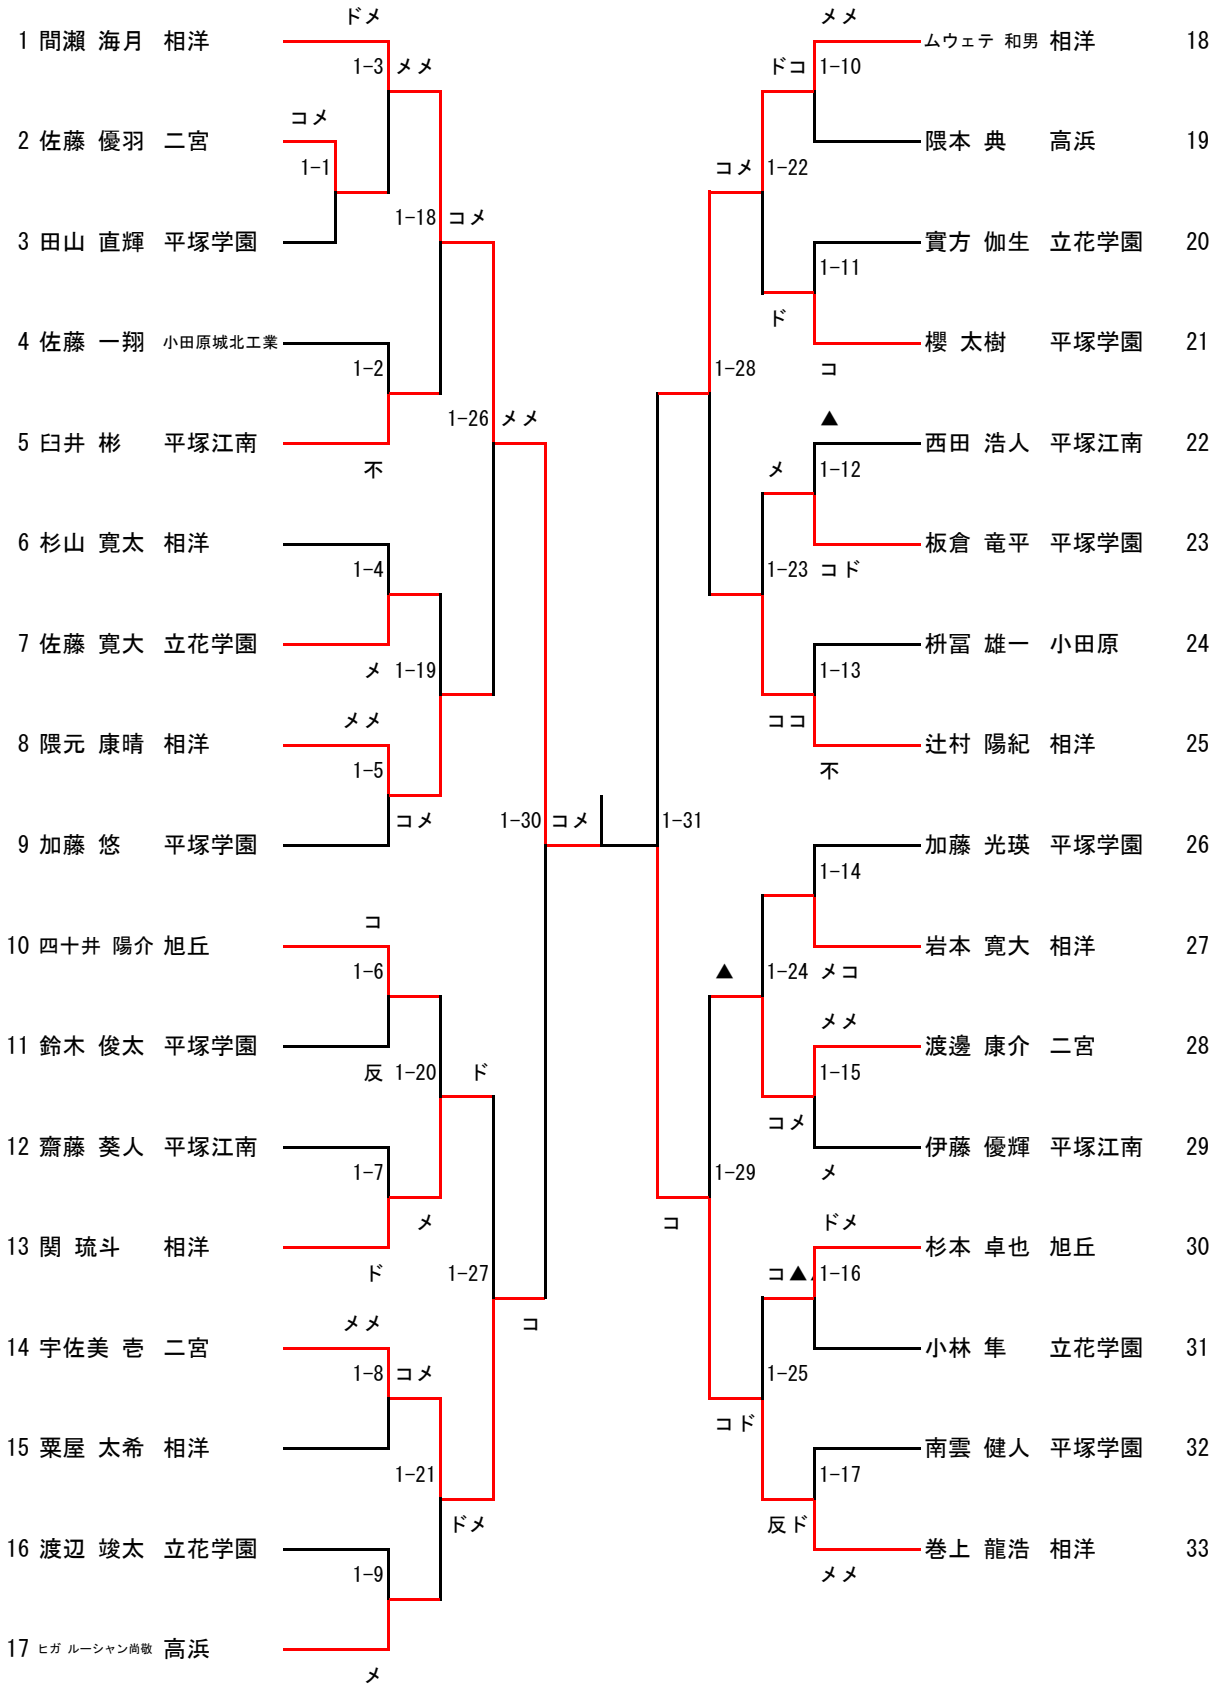 ドメ
1 間瀨 海月 相洋
1-3 メメ
コメ
2 佐藤 優羽 二宮
1-1
1-18 コメ
3 田山 直輝 平塚学園
4 佐藤 一翔 小田原城北工業
1-2
1-26 メメ
5 臼井 彬 平塚江南
不
6 杉山 寛太 相洋
1-4
7 佐藤 寛大 立花学園
メ 1-19
メメ
8 隈元 康晴 相洋
1-5
コメ
1-30 コメ
9 加藤 悠 平塚学園
コ
10 四十井 陽介 旭丘
1-6
11 鈴木 俊太 平塚学園
反 1-20 ド
12 齋藤 葵人 平塚江南
1-7
メ
13 関 琉斗 相洋
ド
1-27
メメ
コ
14 宇佐美 壱 二宮
1-8 コメ
15 粟屋 太希 相洋
1-21
ドメ
16 渡辺 竣太 立花学園
1-9
17 ヒガ ルーシャン尚敬 高浜
メ
メメ
ムウェテ 和男 相洋 18
ドコ 1-10
隈本 典 高浜 19
コメ 1-22
實方 伽生 立花学園 20
1-11
ド
櫻 太樹 平塚学園 21
1-28 コ
▲
西田 浩人 平塚江南 22
メ 1-12
板倉 竜平 平塚学園 23
1-23 コド
枡冨 雄一 小田原 24
1-13
ココ
辻村 陽紀 相洋 25
不
1-31
加藤 光瑛 平塚学園 26
1-14
岩本 寛大 相洋 27
▲ 1-24 メコ
メメ
渡邊 康介 二宮 28
1-15
コメ
伊藤 優輝 平塚江南 29
1-29 メ
コ ドメ
杉本 卓也 旭丘 30
コ▲ 1-16
小林 隼 立花学園 31
1-25
コド
南雲 健人 平塚学園 32
1-17
反ド
巻上 龍浩 相洋 33
メメ